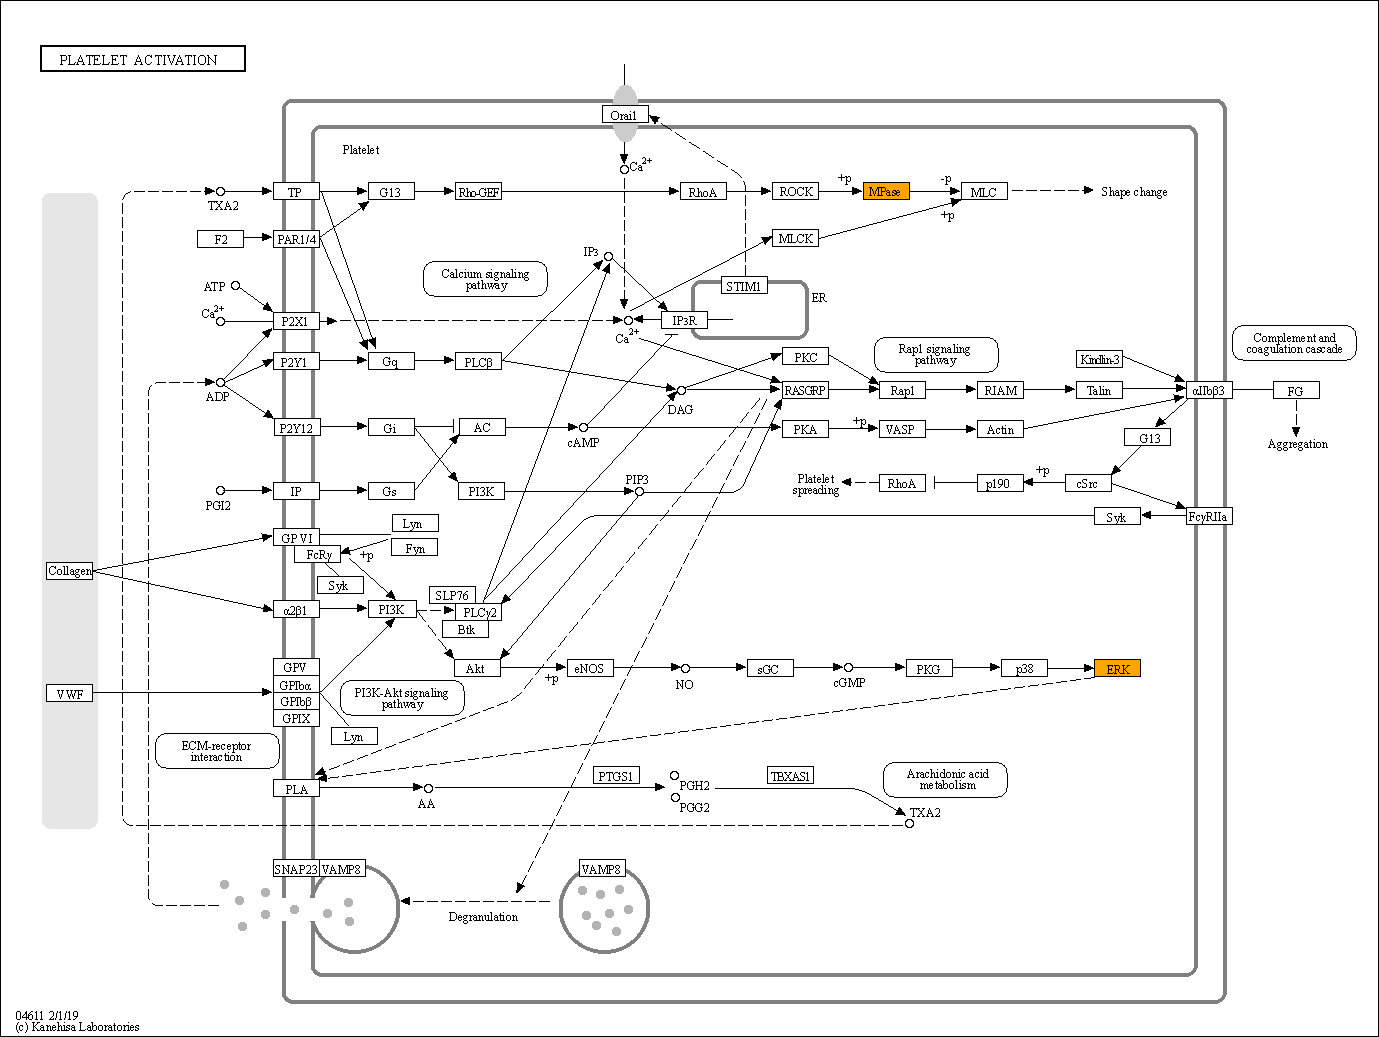 PLATELET ACTIVATION
Orai1
Platelet
Ca2+
TXA2
TP
G13
Rho-GEF
RhoA
ROCK
+p
MPase
-p
MLC
Shape change
+p
F2
PAR1/4
MLCK
IP3
Calcium signaling
pathway
ATP
STIM1
ER
Ca2+
P2X1
Ca2+
IP3R
P2Y1
Gq
PLCβ
PKC
Rap1 signaling
pathway
Kindlin-3
Complement and
coagulation cascade
ADP
DAG
RASGRP
Rap1
RIAM
Talin
αIIbβ3
FG
P2Y12
Gi
AC
cAMP
PKA
+p
VASP
Actin
G13
Aggregation
PGI2
IP
Gs
PI3K
PIP3
Platelet
spreading
RhoA
p190
+p
cSrc
Lyn
Syk
FcγRIIa
GPVI
Fyn
FcRγ
+p
Collagen
Syk
SLP76
α2β1
PI3K
PLCγ2
Btk
GPV
Akt
+p
eNOS
NO
sGC
cGMP
PKG
p38
ERK
VWF
GPIbα
GPIbβ
GPIX
PI3K-Akt signaling
pathway
Lyn
ECM-receptor
interaction
PLA
AA
PTGS1
PGH2
PGG2
TBXAS1
Arachidonic acid
metabolism
TXA2
SNAP23
VAMP8
VAMP8
Degranulation
04611 2/1/19
(c) Kanehisa Laboratories